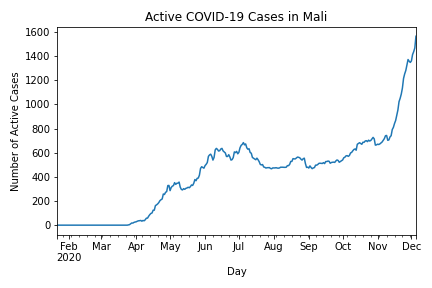 Active COVID-19 Cases in Mali
Number of Active Cases
1600
1400
1200
1000
800
600
400
200
0
Feb Mar Apr May Jun Jul Aug Sep Oct Nov Dec
2020
Day